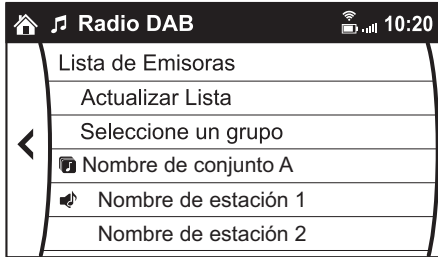 Radio DAB 10:20
Lista de Emisoras
Actualizar Lista
Seleccione un grupo
Nombre de conjunto A
Nombre de estación 1
Nombre de estación 2